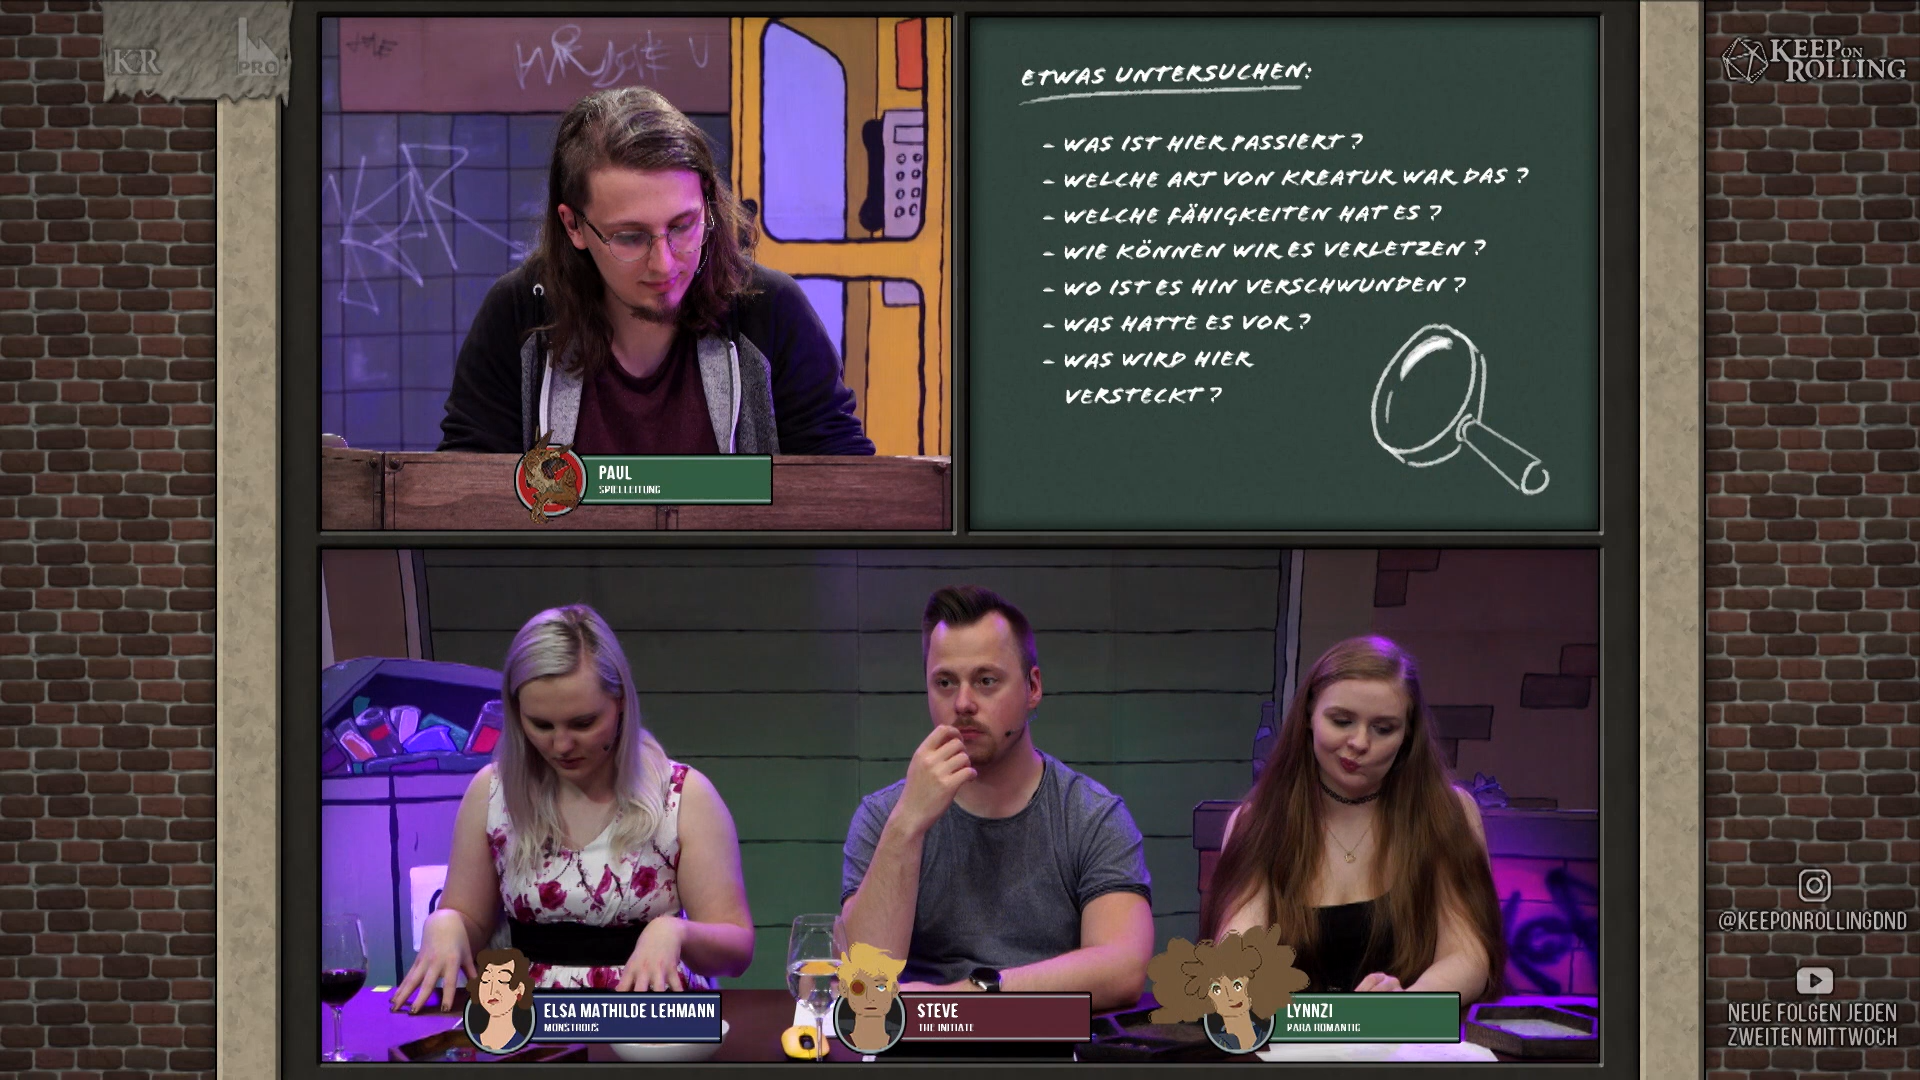 KR
PRO
KEEP ON
ROLLING
ETWAS UNTERSUCHEN:
- WAS IST HIER PASSIERT ?
- WELCHE ART VON KREATUR WAR DAS ?
- WELCHE FÄHIGKEITEN HAT ES ?
- WIE KÖNNEN WIR ES VERLETZEN ?
- WO IST ES HIN VERSCHWUNDEN ?
- WAS HATTE ES VOR ?
- WAS WIRD HIER
VERSTECKT ?
PAUL
SPIELLEITUNG
ELSA MATHILDE LEHMANN
MONSTROUS
STEVE
THE INITIATE
LYNNZI
PARA ROMANTIC
@KEEPONROLLINGDND
NEUE FOLGEN JEDEN
ZWEITEN MITTWOCH